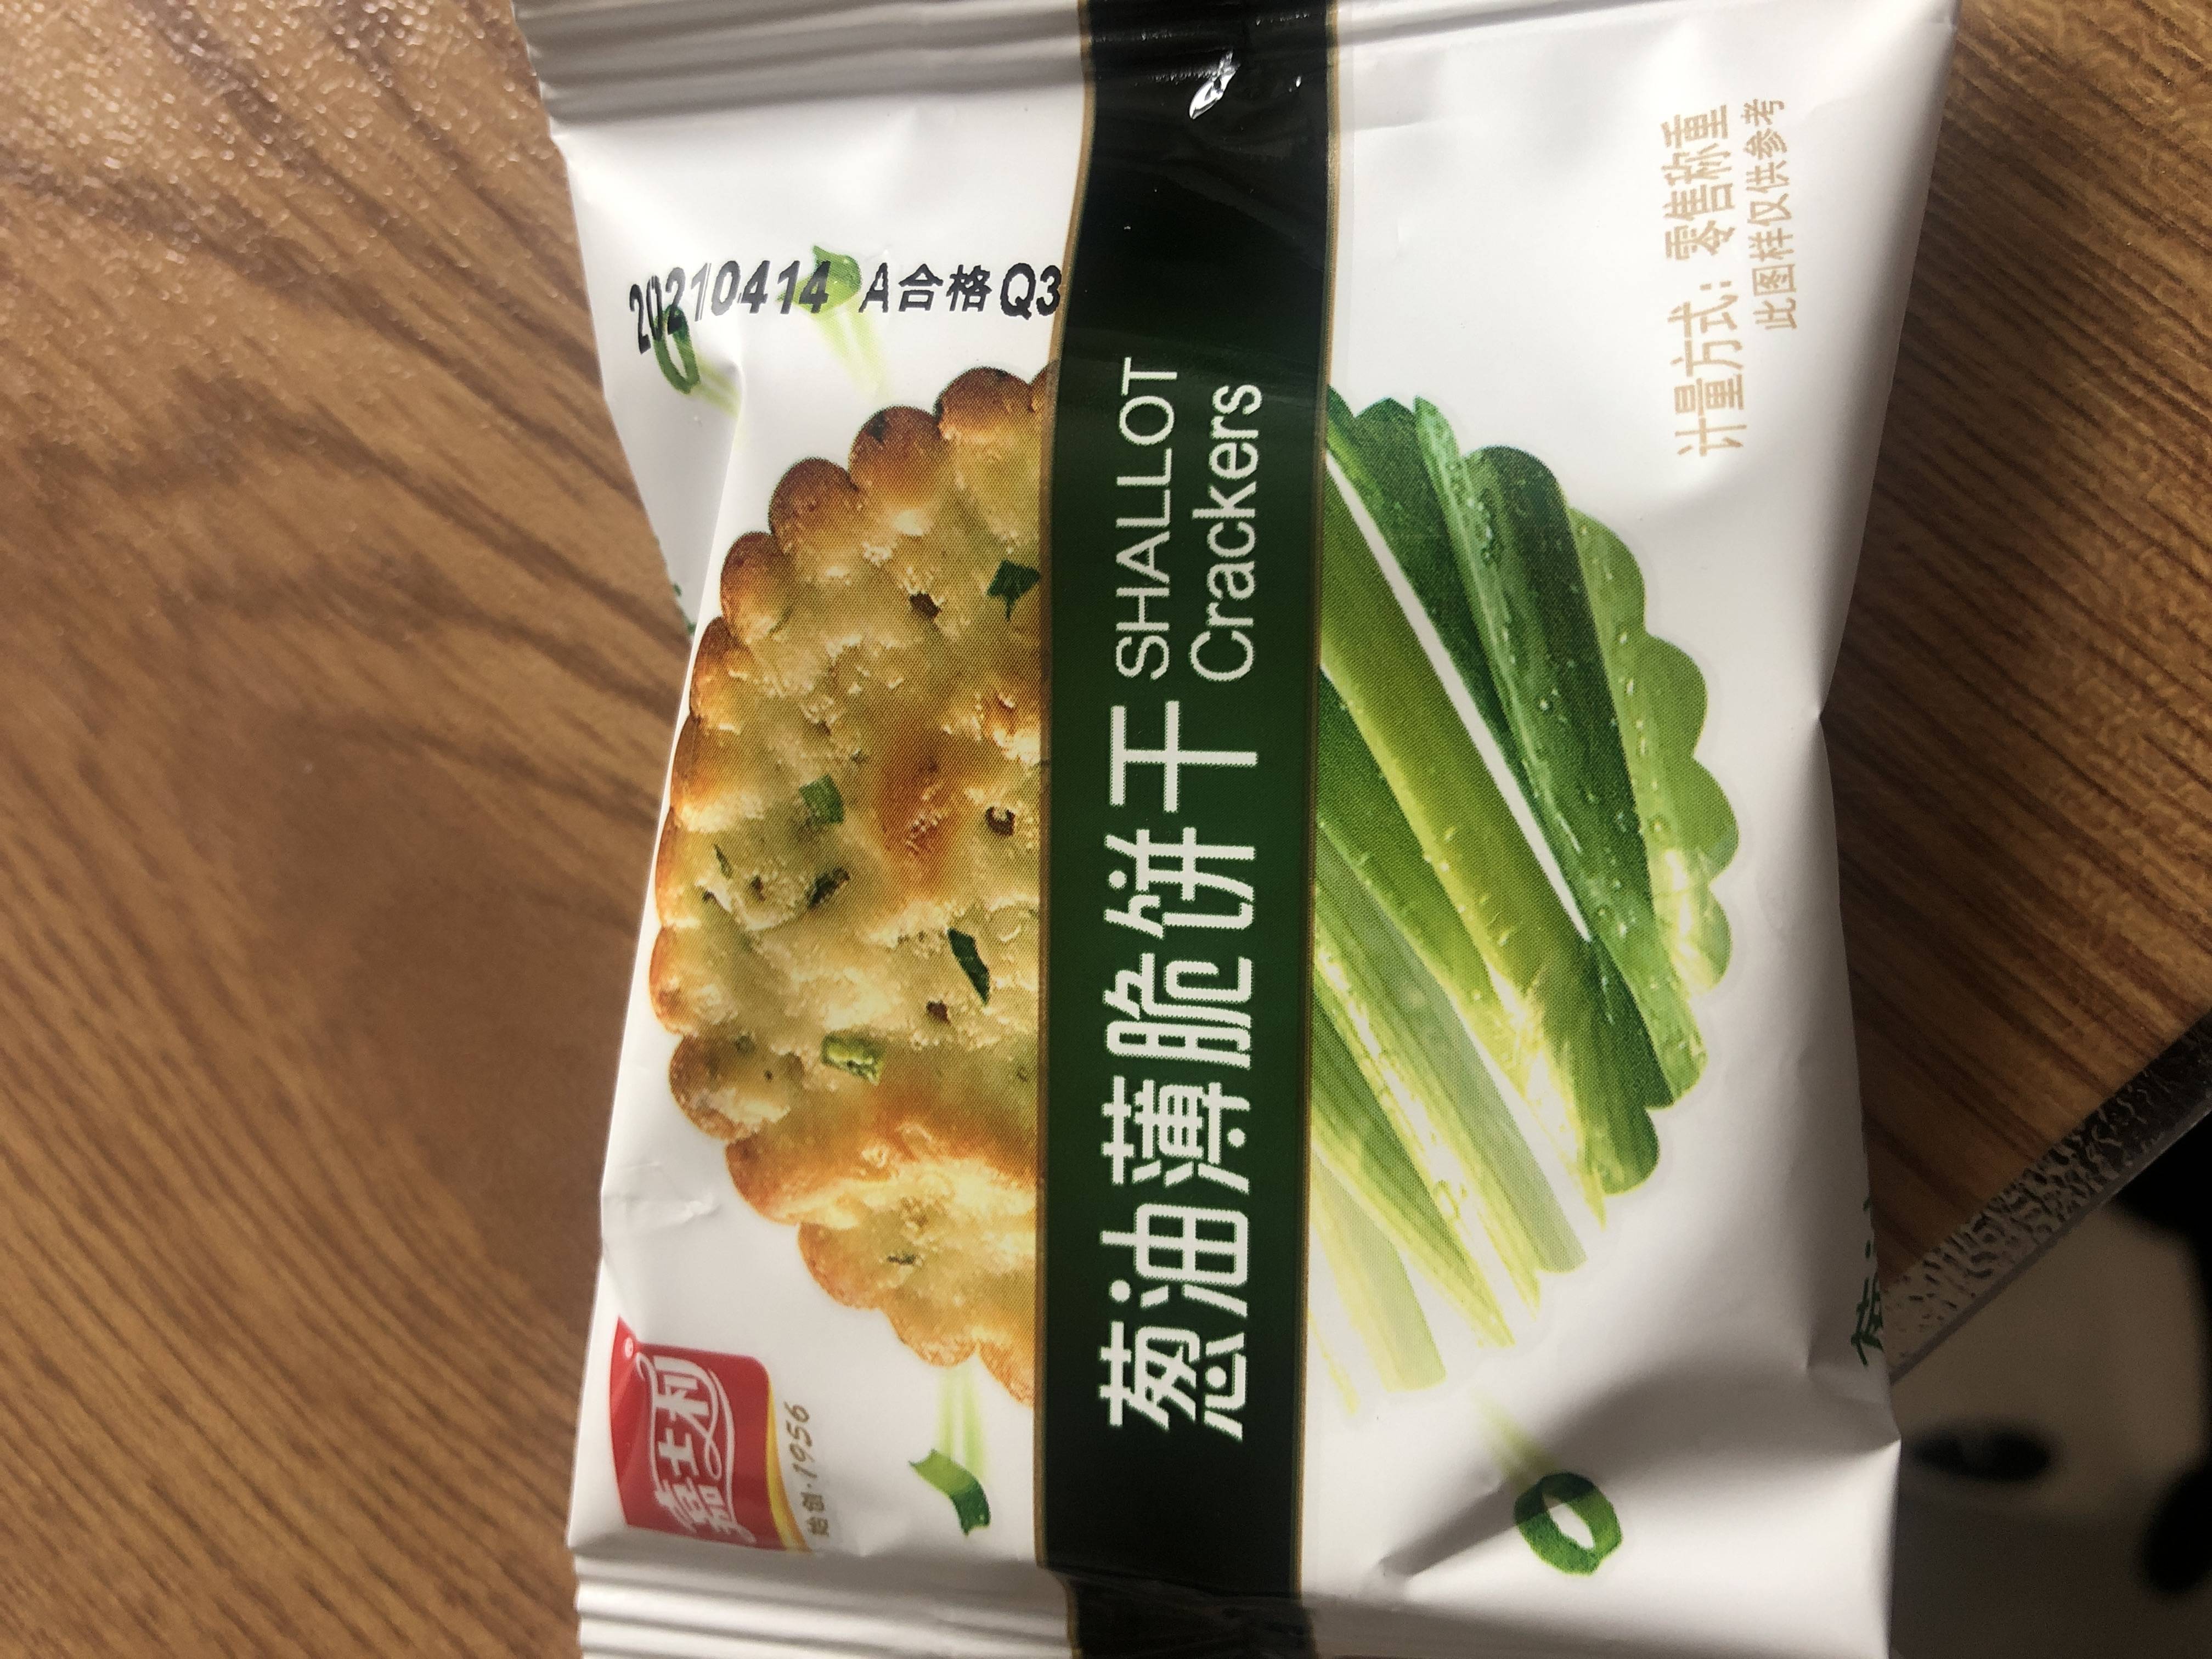 嘉士利
始创·1956
20210414 A合格Q3
葱油薄脆饼干
SHALLOT
Crackers
计量方式：零售称重
此图样仅供参考